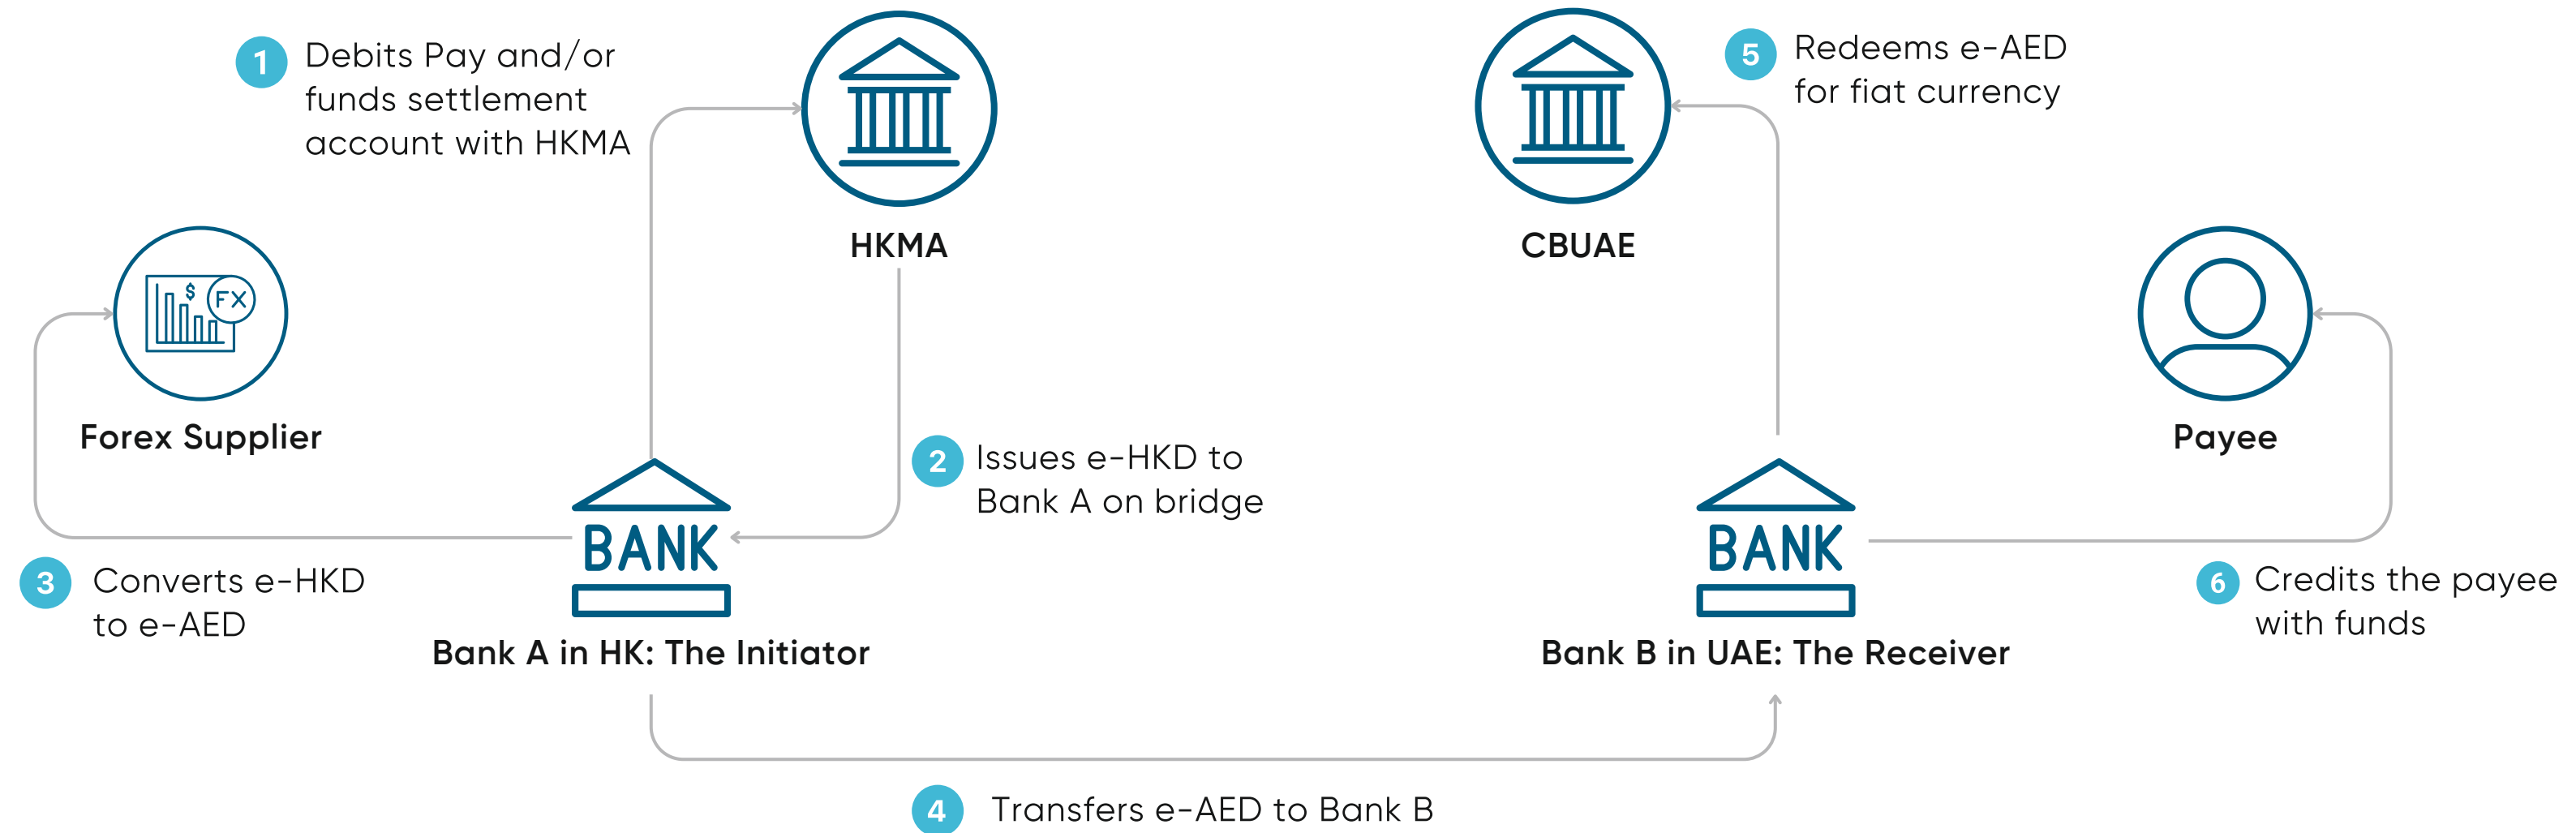 1
Debits Pay and/or
funds settlement
account with HKMA
HKMA
CBUAE
5
Redeems e-AED
for fiat currency
$
FX
Forex Supplier
Payee
2
Issues e-HKD to
Bank A on bridge
BANK
BANK
3
Converts e-HKD
to e-AED
6
Credits the payee
with funds
Bank A in HK: The Initiator
Bank B in UAE: The Receiver
4
Transfers e-AED to Bank B